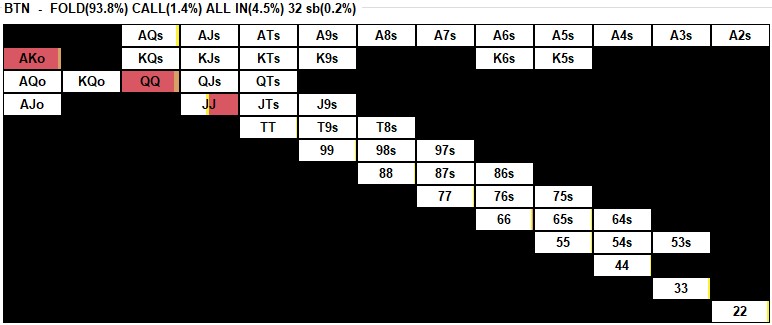 BTN - FOLD(93.8%) CALL(1.4%) ALL IN(4.5%) 32 sb(0.2%)
AQs AJs ATs A9s A8s A7s A6s A5s A4s A3s A2s
AKo KQs KJs KTs K9s K6s K5s
AQo KQo QQ QJs QTs
AJo JJ JTs J9s
TT T9s T8s
99 98s 97s
88 87s 86s
77 76s 75s
66 65s 64s
55 54s 53s
44
33
22